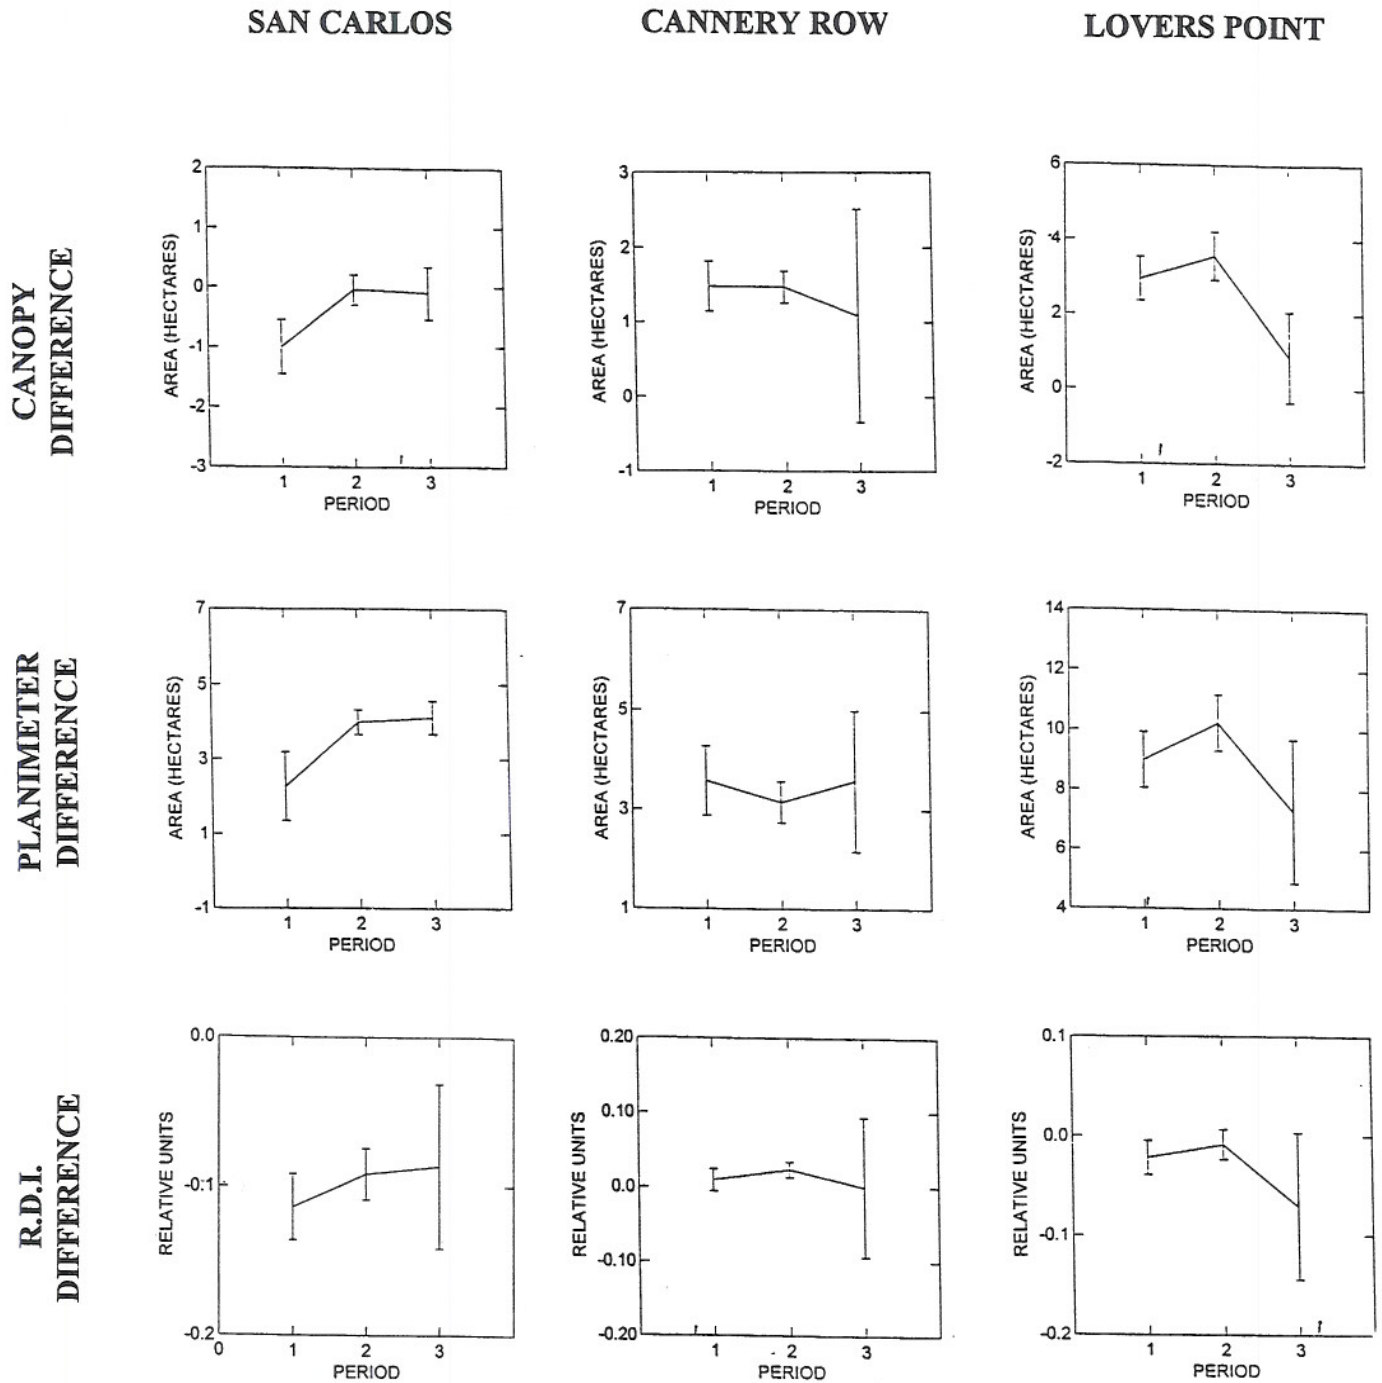 SAN CARLOS
CANNERY ROW
LOVERS POINT
CANOPY
DIFFERENCE
AREA (HECTARES)
2
1
0
-1
-2
-3
1 2 3
PERIOD
AREA (HECTARES)
3
2
1
0
-1
1 2 3
PERIOD
AREA (HECTARES)
6
4
2
0
-2
1 2 3
PERIOD
PLANIMETER
DIFFERENCE
AREA (HECTARES)
7
5
3
1
-1
1 2 3
PERIOD
AREA (HECTARES)
7
5
3
1
1 2 3
PERIOD
AREA (HECTARES)
14
12
10
8
6
4
1 2 3
PERIOD
R.D.I.
DIFFERENCE
RELATIVE UNITS
0.0
-0.1
-0.2
0 1 2 3
PERIOD
RELATIVE UNITS
0.20
0.10
0.0
-0.10
-0.20
1 2 3
PERIOD
RELATIVE UNITS
0.1
0.0
-0.1
-0.2
1 2 3
PERIOD